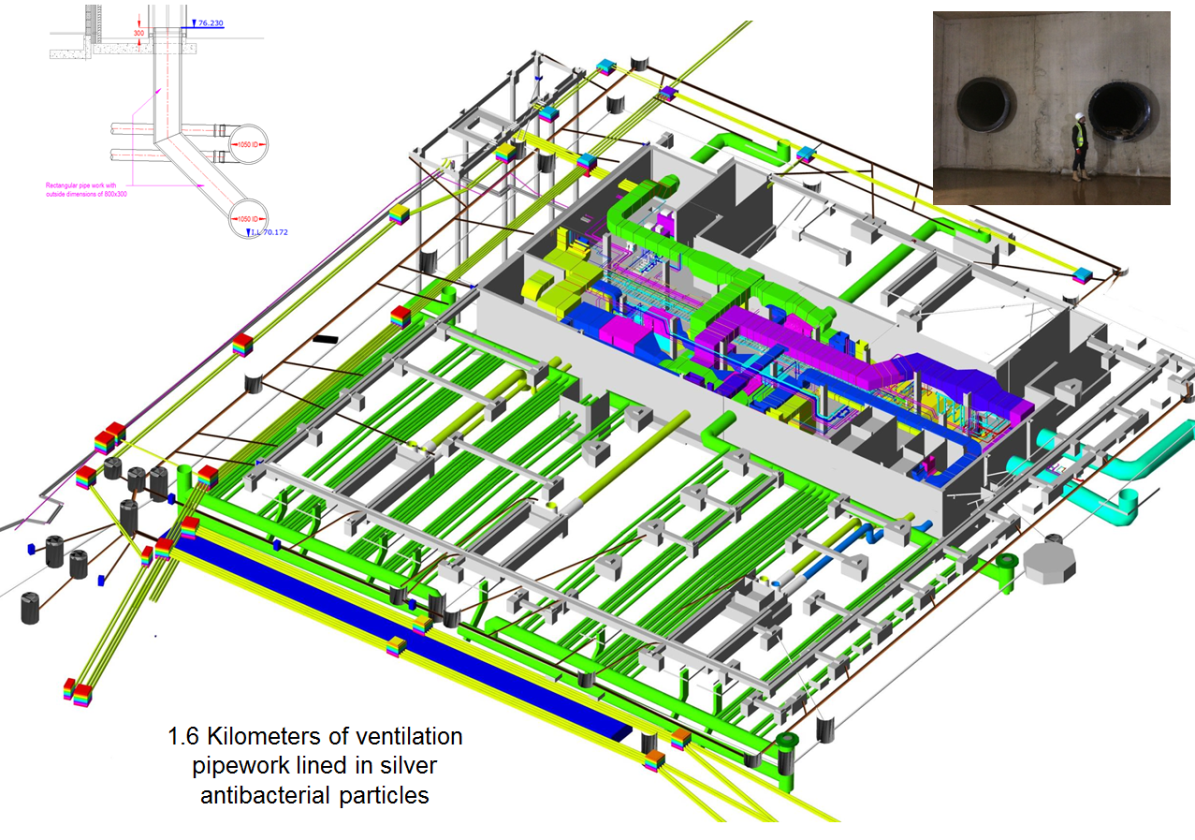 76.230
300
1050 ID
Rectangular pipe work with
outside dimensions of 800x300
1050 ID
I.L 70.172
1.6 Kilometers of ventilation
pipework lined in silver
antibacterial particles